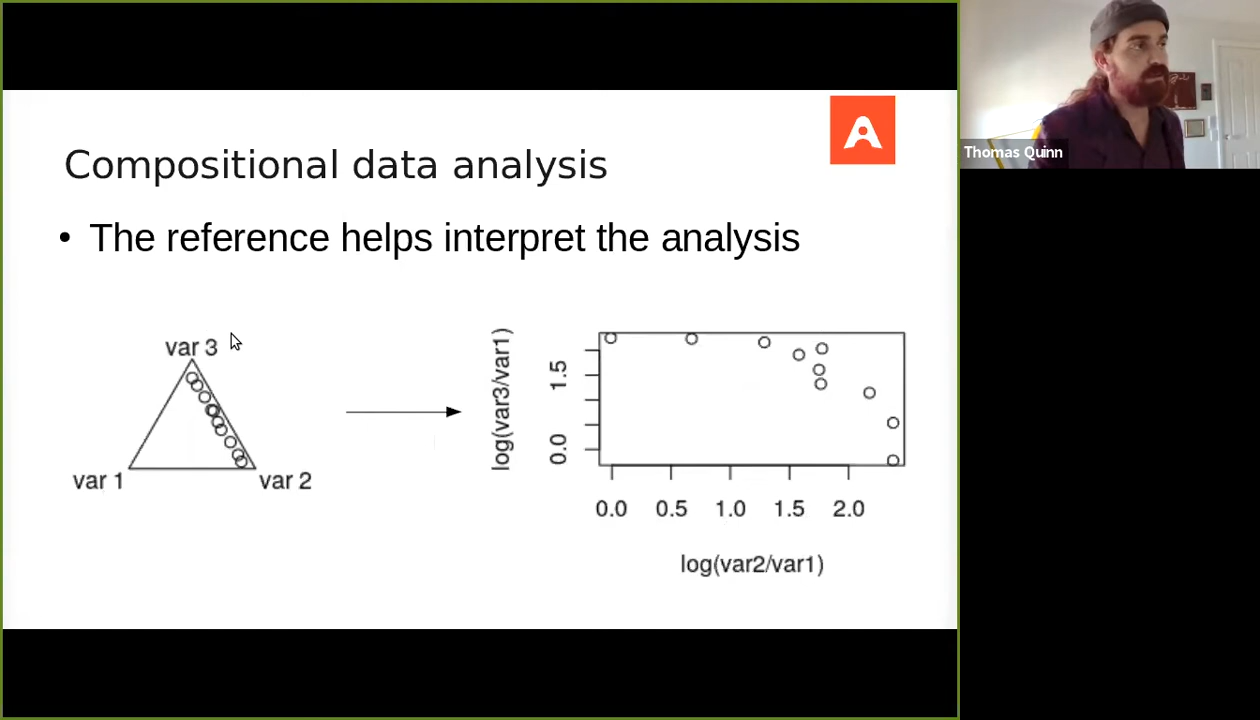 Compositional data analysis
• The reference helps interpret the analysis
var 3
var 1
var 2
log(var3/var1)
1.5
0.0
0.0 0.5 1.0 1.5 2.0
log(var2/var1)
Thomas Quinn